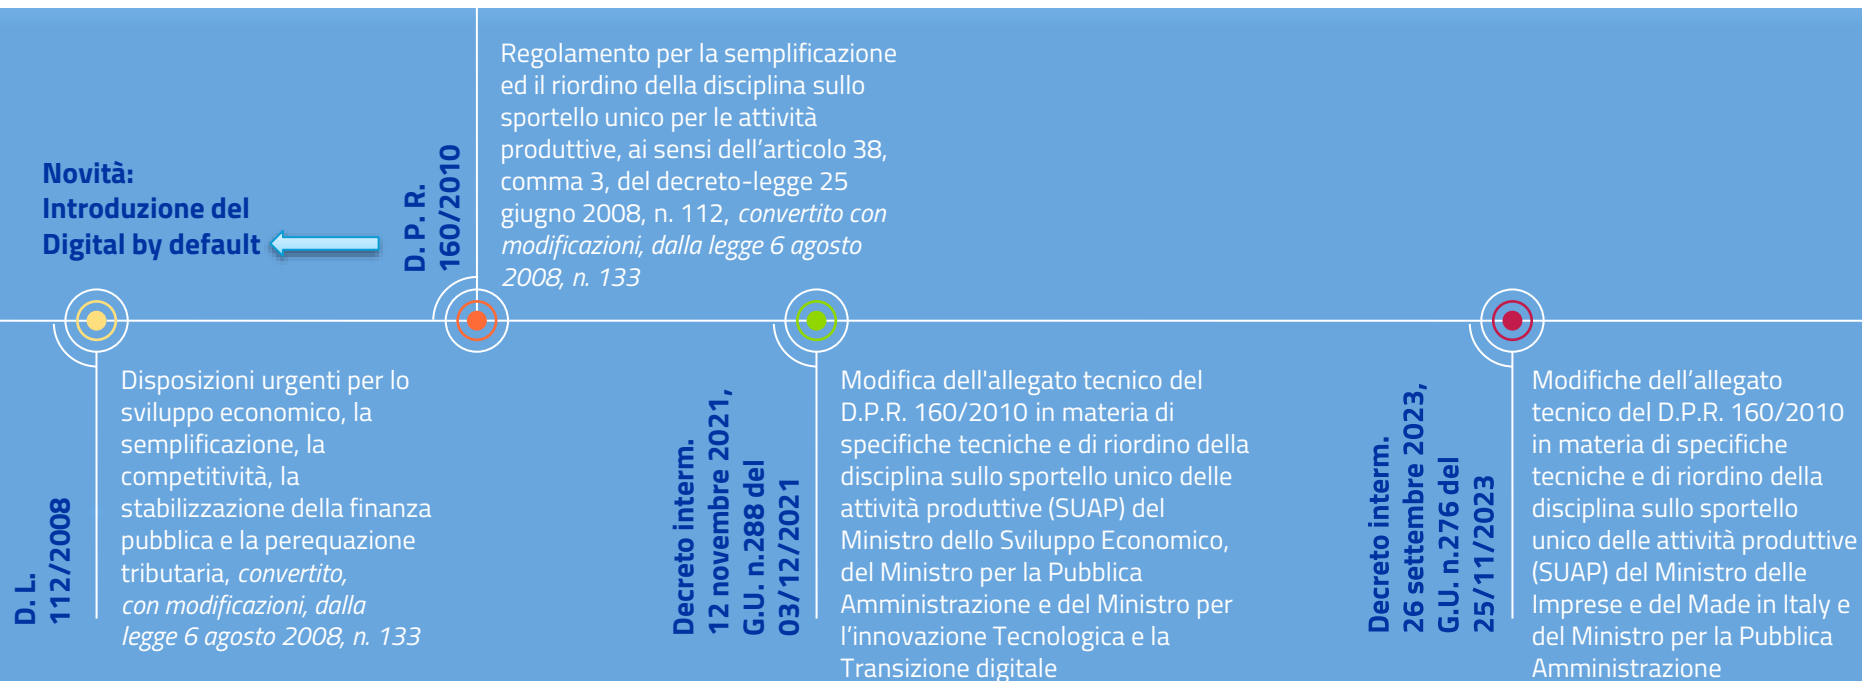 Novità:
Introduzione del
Digital by default
D. P. R.
160/2010
Regolamento per la semplificazione
ed il riordino della disciplina sullo
sportello unico per le attività
produttive, ai sensi dell’articolo 38,
comma 3, del decreto-legge 25
giugno 2008, n. 112, convertito con
modificazioni, dalla legge 6 agosto
2008, n. 133
D. L.
112/2008
Disposizioni urgenti per lo
sviluppo economico, la
semplificazione, la
competitività, la
stabilizzazione della finanza
pubblica e la perequazione
tributaria, convertito,
con modificazioni, dalla
legge 6 agosto 2008, n. 133
Decreto interm.
12 novembre 2021,
G.U. n.288 del
03/12/2021
Modifica dell'allegato tecnico del
D.P.R. 160/2010 in materia di
specifiche tecniche e di riordino della
disciplina sullo sportello unico delle
attività produttive (SUAP) del
Ministro dello Sviluppo Economico,
del Ministro per la Pubblica
Amministrazione e del Ministro per
l’innovazione Tecnologica e la
Transizione digitale
Decreto interm.
26 settembre 2023,
G.U. n.276 del
25/11/2023
Modifiche dell’allegato
tecnico del D.P.R. 160/2010
in materia di specifiche
tecniche e di riordino della
disciplina sullo sportello
unico delle attività produttive
(SUAP) del Ministro delle
Imprese e del Made in Italy e
del Ministro per la Pubblica
Amministrazione